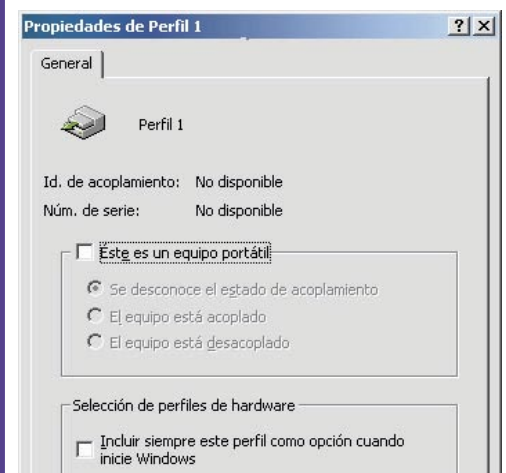 Propiedades de Perfil 1
General
Perfil 1
Id. de acoplamiento: No disponible
Núm. de serie: No disponible
Éste es un equipo portátil
Se desconoce el estado de acoplamiento
El equipo está acoplado
El equipo está desacoplado
Selección de perfiles de hardware
Incluir siempre este perfil como opción cuando
inicie Windows